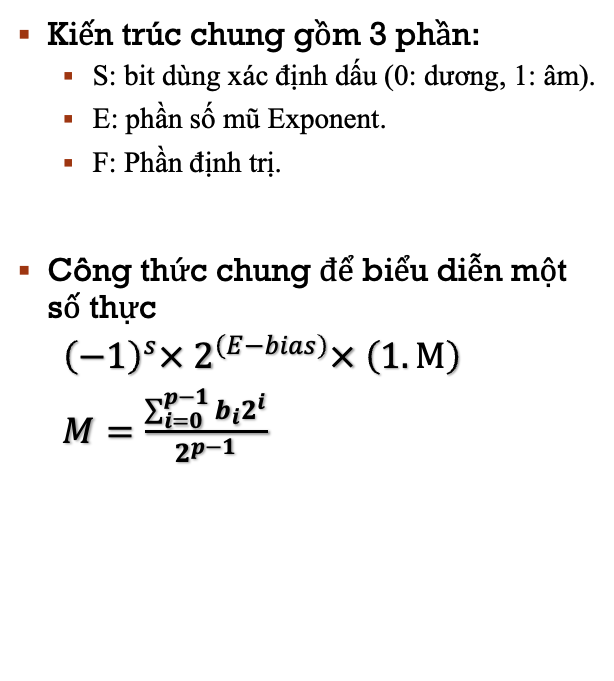 ▪ Kiến trúc chung gồm 3 phần:
▪ S: bit dùng xác định dấu (0: dương, 1: âm).
▪ E: phần số mũ Exponent.
▪ F: Phần định trị.
▪ Công thức chung để biểu diễn một
số thực
$(-1)^s \times 2^{(E-bias)} \times (1.M)$
$M = \frac{\sum_{i=0}^{p-1} b_i 2^i}{2^{p-1}}$